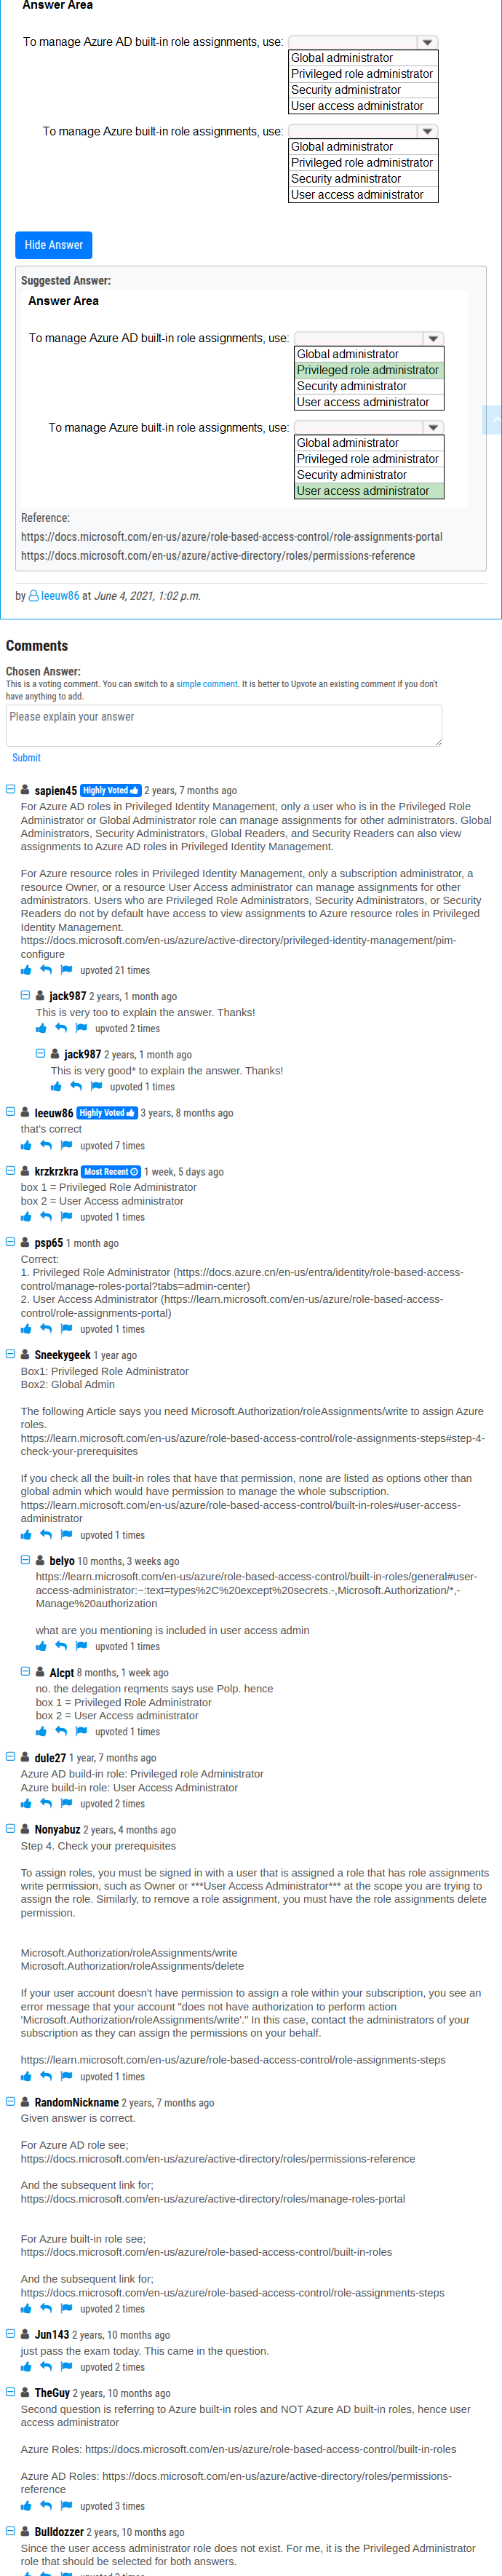 Answer Area
To manage Azure AD built-in role assignments, use:
Global administrator
Privileged role administrator
Security administrator
User access administrator
To manage Azure built-in role assignments, use:
Global administrator
Privileged role administrator
Security administrator
User access administrator
Hide Answer
Suggested Answer:
Answer Area
To manage Azure AD built-in role assignments, use:
Global administrator
Privileged role administrator
Security administrator
User access administrator
To manage Azure built-in role assignments, use:
Global administrator
Privileged role administrator
Security administrator
User access administrator
Reference:
https://docs.microsoft.com/en-us/azure/role-based-access-control/role-assignments-portal
https://docs.microsoft.com/en-us/azure/active-directory/roles/permissions-reference
by leeuw86 at June 4, 2021, 1:02 p.m.
Comments
Chosen Answer:
This is a voting comment. You can switch to a simple comment. It is better to Upvote an existing comment if you don't
have anything to add.
Please explain your answer
Submit
sapien45 Highly Voted 2 years, 7 months ago
For Azure AD roles in Privileged Identity Management, only a user who is in the Privileged Role
Administrator or Global Administrator role can manage assignments for other administrators. Global
Administrators, Security Administrators, Global Readers, and Security Readers can also view
assignments to Azure AD roles in Privileged Identity Management.
For Azure resource roles in Privileged Identity Management, only a subscription administrator, a
resource Owner, or a resource User Access administrator can manage assignments for other
administrators. Users who are Privileged Role Administrators, Security Administrators, or Security
Readers do not by default have access to view assignments to Azure resource roles in Privileged
Identity Management.
https://docs.microsoft.com/en-us/azure/active-directory/privileged-identity-management/pim-
configure
upvoted 21 times
jack987 2 years, 1 month ago
This is very too to explain the answer. Thanks!
upvoted 2 times
jack987 2 years, 1 month ago
This is very good* to explain the answer. Thanks!
upvoted 1 times
leeuw86 Highly Voted 3 years, 8 months ago
that's correct
upvoted 7 times
krzkrzkra Most Recent 1 week, 5 days ago
box 1 = Privileged Role Administrator
box 2 = User Access administrator
upvoted 1 times
psp65 1 month ago
Correct:
1. Privileged Role Administrator (https://docs.azure.cn/en-us/entra/identity/role-based-access-
control/manage-roles-portal?tabs=admin-center)
2. User Access Administrator (https://learn.microsoft.com/en-us/azure/role-based-access-
control/role-assignments-portal)
upvoted 1 times
Sneekygeek 1 year ago
Box1: Privileged Role Administrator
Box2: Global Admin
The following Article says you need Microsoft.Authorization/roleAssignments/write to assign Azure
roles.
https://learn.microsoft.com/en-us/azure/role-based-access-control/role-assignments-steps#step-4-
check-your-prerequisites
If you check all the built-in roles that have that permission, none are listed as options other than
global admin which would have permission to manage the whole subscription.
https://learn.microsoft.com/en-us/azure/role-based-access-control/built-in-roles#user-access-
administrator
upvoted 1 times
belyo 10 months, 3 weeks ago
https://learn.microsoft.com/en-us/azure/role-based-access-control/built-in-roles/general#user-
access-administrator:~:text=types%2C%20except%20secrets.-,Microsoft.Authorization/*,-
Manage%20authorization
what are you mentioning is included in user access admin
upvoted 1 times
Alcpt 8 months, 1 week ago
no. the delegation reqments says use Polp. hence
box 1 = Privileged Role Administrator
box 2 = User Access administrator
upvoted 1 times
dule27 1 year, 7 months ago
Azure AD build-in role: Privileged role Administrator
Azure build-in role: User Access Administrator
upvoted 2 times
Nonyabuz 2 years, 4 months ago
Step 4. Check your prerequisites
To assign roles, you must be signed in with a user that is assigned a role that has role assignments
write permission, such as Owner or ***User Access Administrator*** at the scope you are trying to
assign the role. Similarly, to remove a role assignment, you must have the role assignments delete
permission.
Microsoft.Authorization/roleAssignments/write
Microsoft.Authorization/roleAssignments/delete
If your user account doesn't have permission to assign a role within your subscription, you see an
error message that your account "does not have authorization to perform action
'Microsoft.Authorization/roleAssignments/write'." In this case, contact the administrators of your
subscription as they can assign the permissions on your behalf.
https://learn.microsoft.com/en-us/azure/role-based-access-control/role-assignments-steps
upvoted 1 times
RandomNickname 2 years, 7 months ago
Given answer is correct.
For Azure AD role see;
https://docs.microsoft.com/en-us/azure/active-directory/roles/permissions-reference
And the subsequent link for;
https://docs.microsoft.com/en-us/azure/active-directory/roles/manage-roles-portal
For Azure built-in role see;
https://docs.microsoft.com/en-us/azure/role-based-access-control/built-in-roles
And the subsequent link for;
https://docs.microsoft.com/en-us/azure/role-based-access-control/role-assignments-steps
upvoted 2 times
Jun143 2 years, 10 months ago
just pass the exam today. This came in the question.
upvoted 2 times
TheGuy 2 years, 10 months ago
Second question is referring to Azure built-in roles and NOT Azure AD built-in roles, hence user
access administrator
Azure Roles: https://docs.microsoft.com/en-us/azure/role-based-access-control/built-in-roles
Azure AD Roles: https://docs.microsoft.com/en-us/azure/active-directory/roles/permissions-
reference
upvoted 3 times
Bulldozzer 2 years, 10 months ago
Since the user access administrator role does not exist. For me, it is the Privileged Administrator
role that should be selected for both answers.